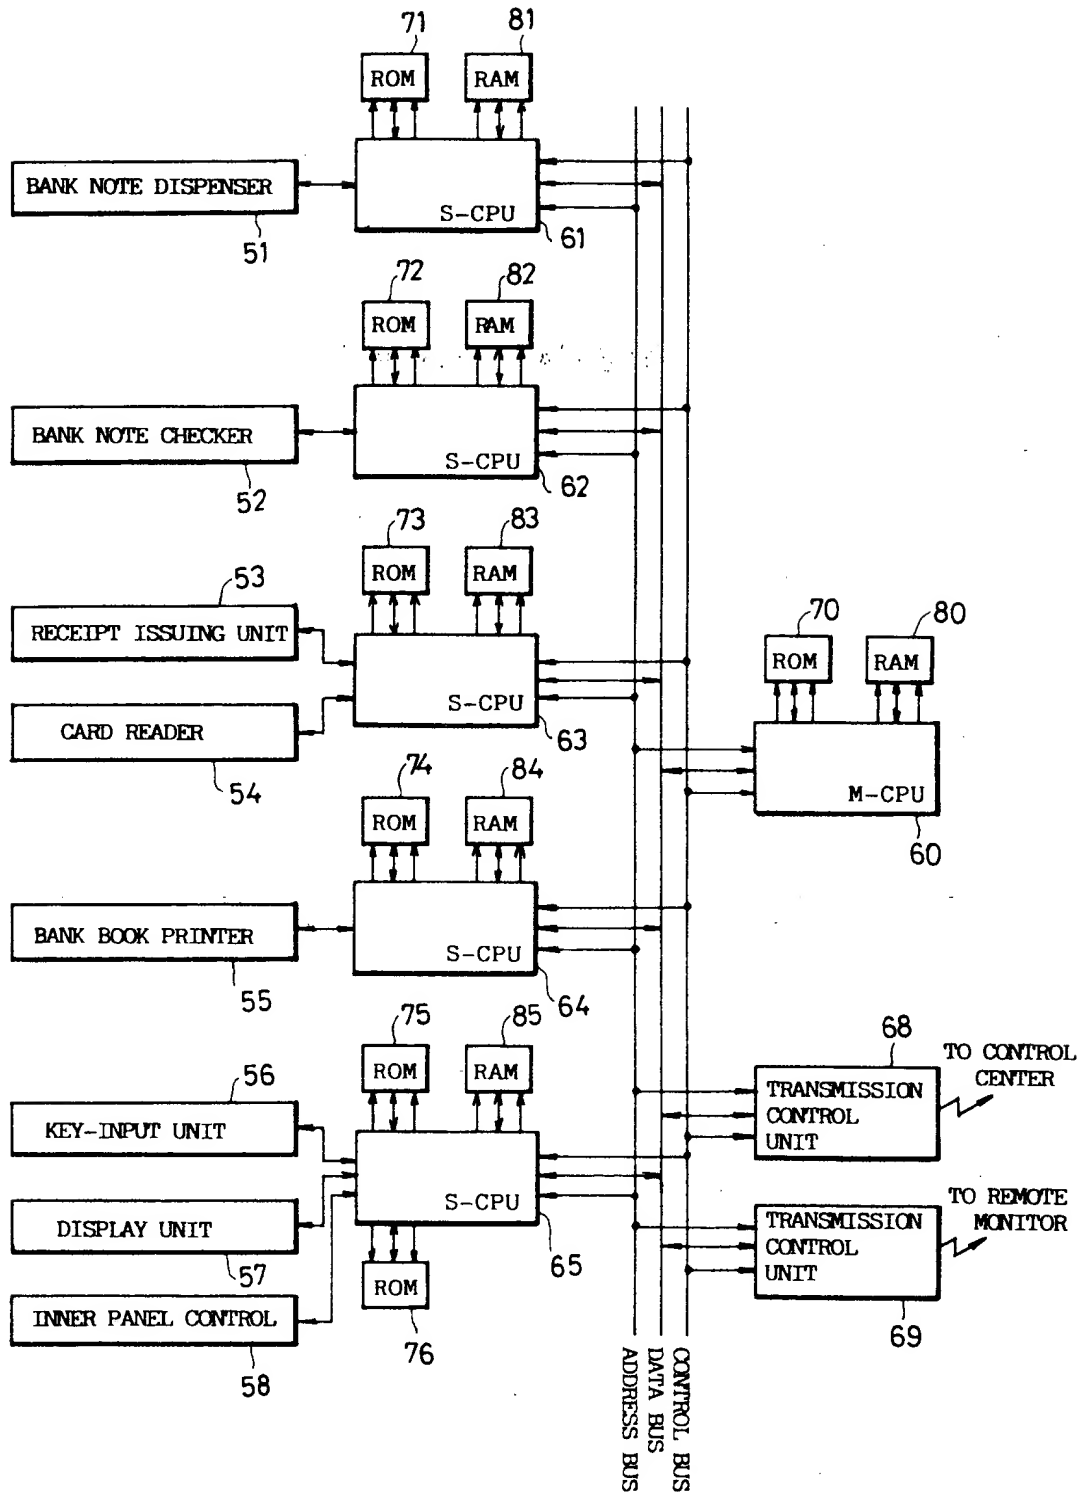 71
81
ROM
RAM
BANK NOTE DISPENSER
S-CPU
51
61
72
82
ROM
RAM
BANK NOTE CHECKER
S-CPU
52
62
73
83
ROM
RAM
53
RECEIPT ISSUING UNIT
S-CPU
CARD READER
54
63
70
80
ROM
RAM
M-CPU
60
74
84
ROM
RAM
BANK BOOK PRINTER
S-CPU
55
64
75
85
ROM
RAM
56
KEY-INPUT UNIT
S-CPU
DISPLAY UNIT
57
65
ROM
76
INNER PANEL CONTROL
58
68
TO CONTROL
CENTER
TRANSMISSION
CONTROL
UNIT
TO REMOTE
MONITOR
TRANSMISSION
CONTROL
UNIT
69
ADDRESS BUS
DATA BUS
CONTROL BUS